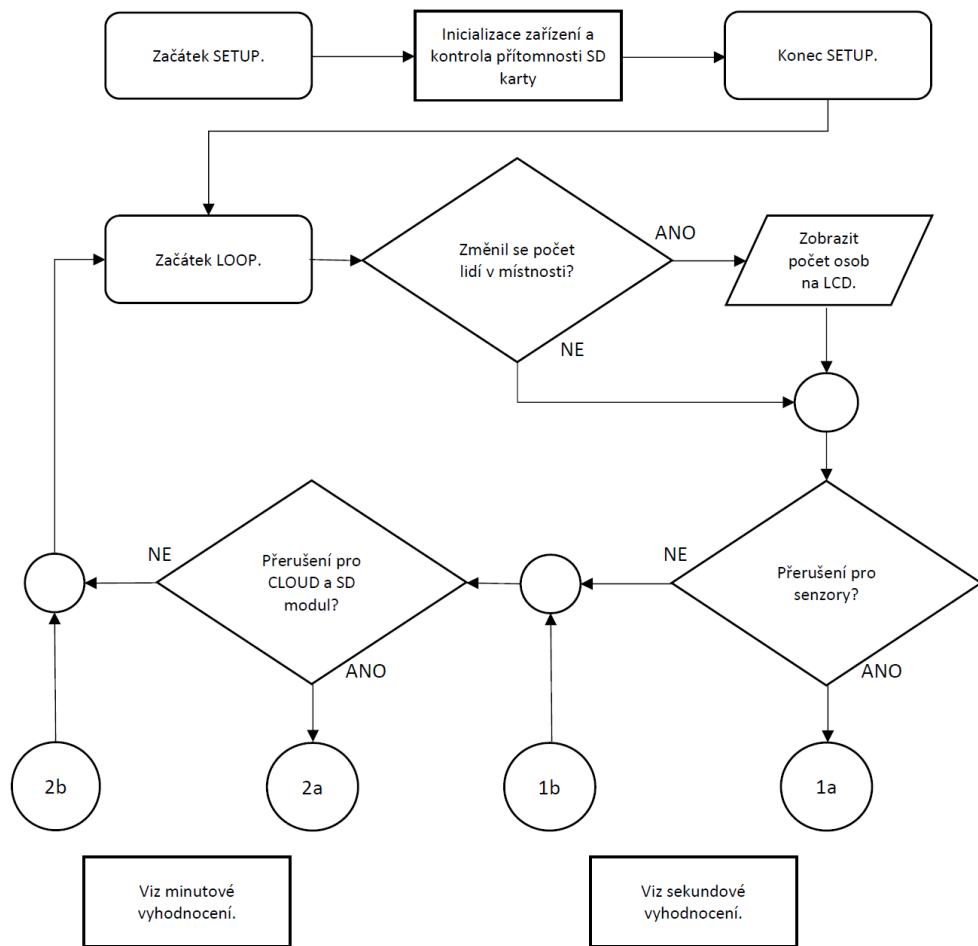 Začátek SETUP.
Inicializace zařízení a
kontrola přítomnosti SD
karty
Konec SETUP.
Začátek LOOP.
Změnil se počet
lidí v místnosti?
ANO
NE
Zobrazit
počet osob
na LCD.
Přerušení pro
CLOUD a SD
modul?
NE
ANO
Přerušení pro
senzory?
NE
ANO
2b
2a
1b
1a
Viz minutové
vyhodnocení.
Viz sekundové
vyhodnocení.